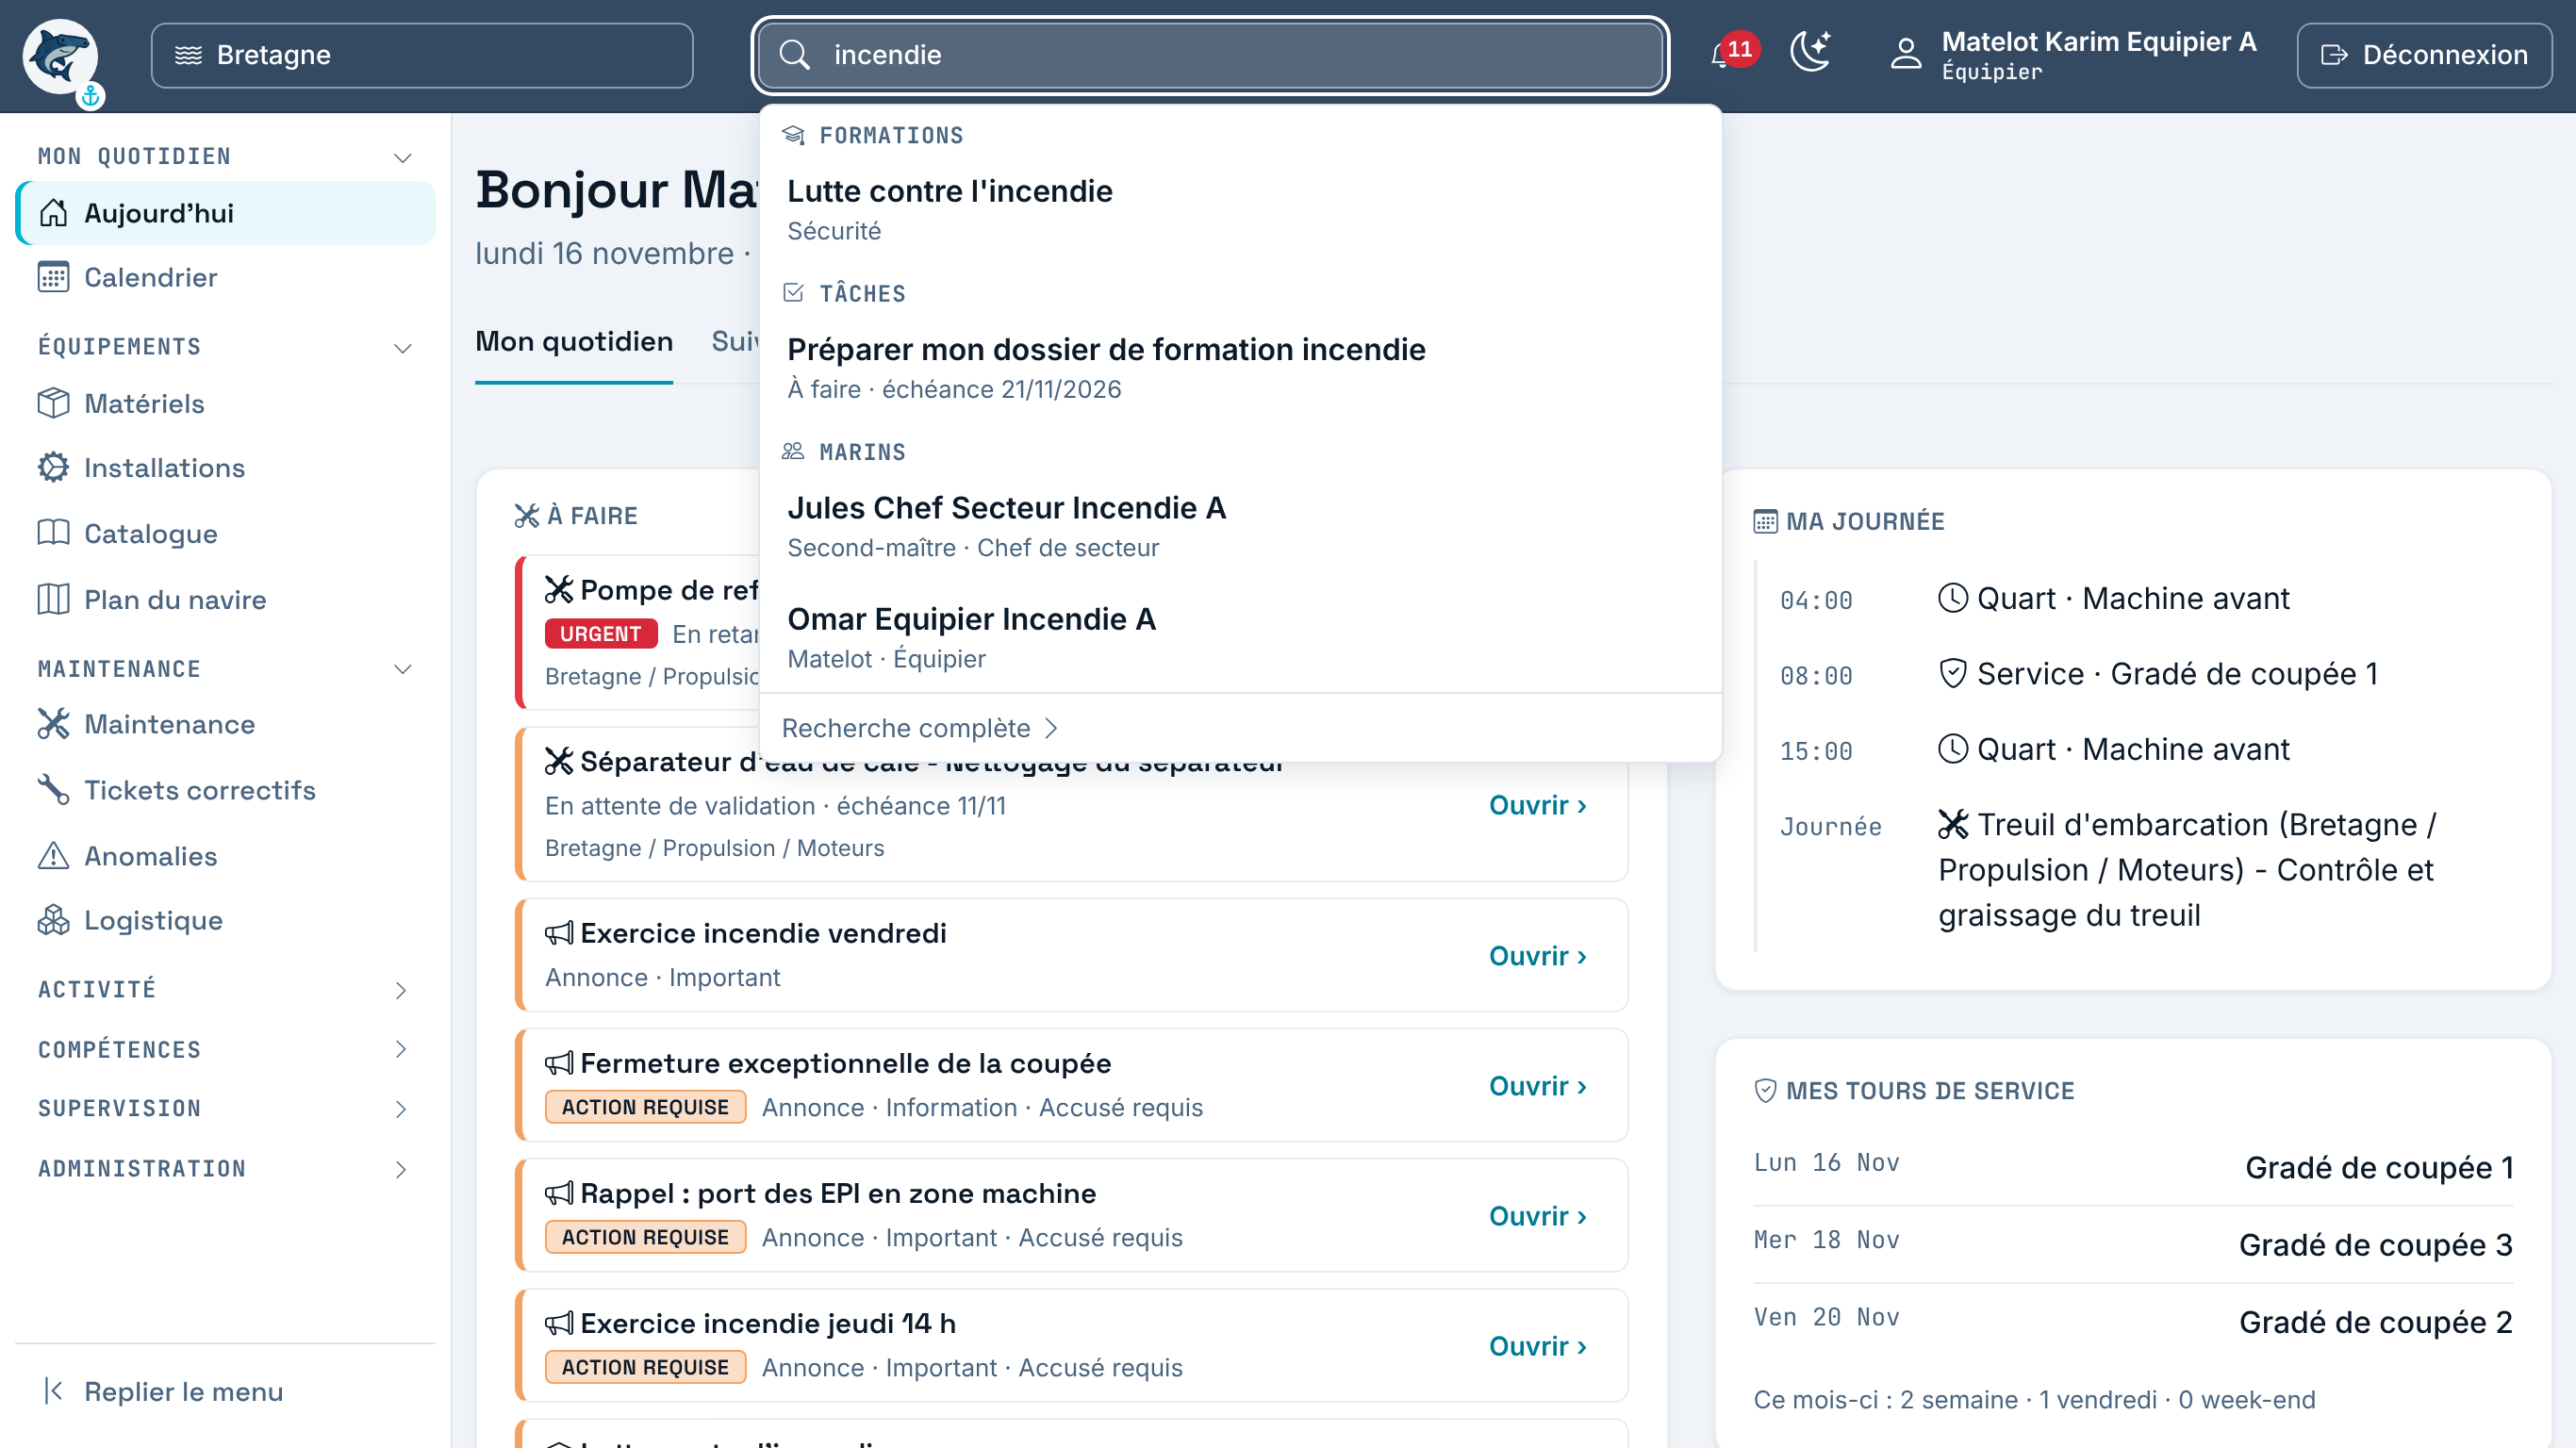 Bretagne
incendie
11
Matelot Karim Equipier A
Équipier
Déconnexion
MON QUOTIDIEN
Aujourd'hui
Calendrier
ÉQUIPEMENTS
Matériels
Installations
Catalogue
Plan du navire
MAINTENANCE
Maintenance
Tickets correctifs
Anomalies
Logistique
ACTIVITÉ
COMPÉTENCES
SUPERVISION
ADMINISTRATION
Replier le menu
Bonjour
lundi 16 novembre ·
Mon quotidien
FORMATIONS
Lutte contre l'incendie
Sécurité
TÂCHES
Préparer mon dossier de formation incendie
À faire · échéance 21/11/2026
MARINS
Jules Chef Secteur Incendie A
Second-maître · Chef de secteur
Omar Equipier Incendie A
Matelot · Équipier
Recherche complète
À FAIRE
Pompe de
URGENT En
Bretagne /
Séparateur d'eau de cale - Nettoyage du séparateur
En attente de validation · échéance 11/11
Bretagne / Propulsion / Moteurs
Ouvrir ›
Exercice incendie vendredi
Annonce · Important
Ouvrir ›
Fermeture exceptionnelle de la coupée
ACTION REQUISE Annonce · Information · Accusé requis
Ouvrir ›
Rappel : port des EPI en zone machine
ACTION REQUISE Annonce · Important · Accusé requis
Ouvrir ›
Exercice incendie jeudi 14 h
ACTION REQUISE Annonce · Important · Accusé requis
Ouvrir ›
MA JOURNÉE
04:00 Quart · Machine avant
08:00 Service · Gradé de coupée 1
15:00 Quart · Machine avant
Journée Treuil d'embarcation (Bretagne /
Propulsion / Moteurs) - Contrôle et
graissage du treuil
MES TOURS DE SERVICE
Lun 16 Nov Gradé de coupée 1
Mer 18 Nov Gradé de coupée 3
Ven 20 Nov Gradé de coupée 2
Ce mois-ci : 2 semaine · 1 vendredi · 0 week-end